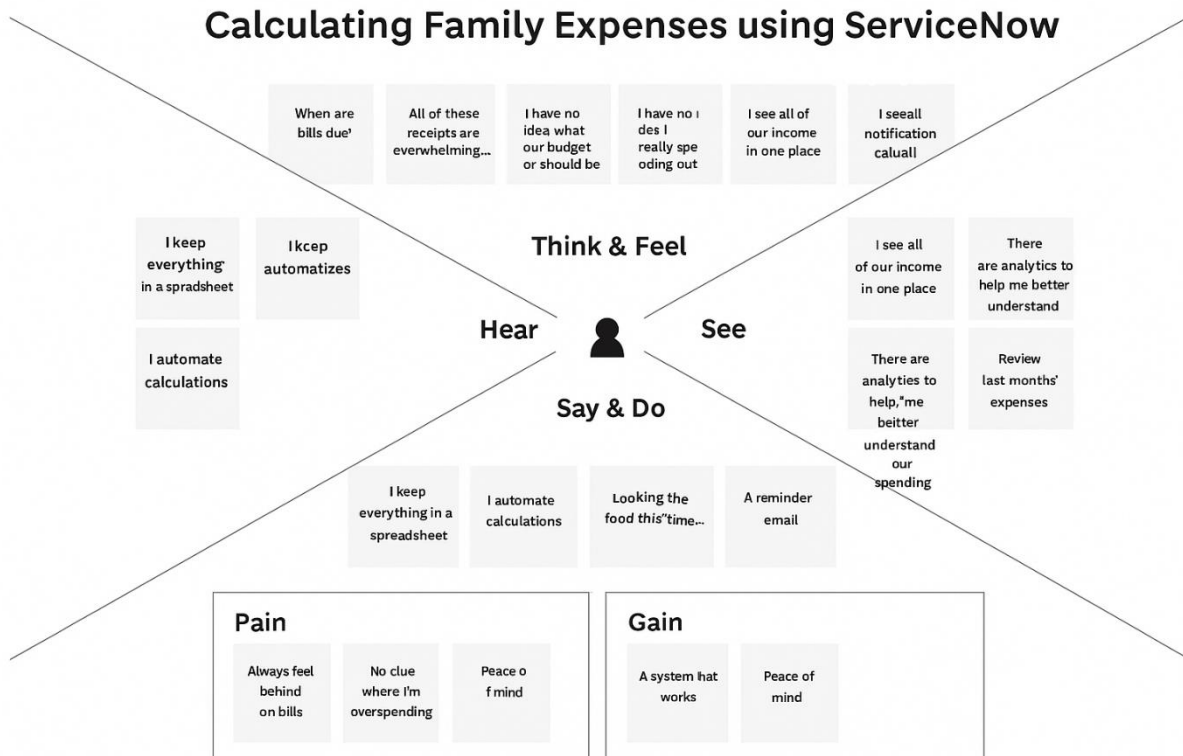 Calculating Family Expenses using ServiceNow
When are
bills due'
All of these
receipts are
everwhelming...
I have no
idea what
our budget
or should be
I have no ı
des I
really spe
oding out
I see all of
our income
in one place
I seeall
notification
caluall
Think & Feel
I keep
everything'
in a spradsheet
I kcep
automatizes
I automate
calculations
Hear
See
I see all
of our income
in one place
There
are analytics to
help me better
understand
There are
analyties to
help,"me
beitter
understand
our
spending
Review
last months'
expenses
Say & Do
I keep
everything in a
spreadsheet
I automate
calculations
Looking the
food this"time...
A reminder
email
Pain
Always feel
behind
on bills
No clue
where I'm
overspending
Peace o
f mind
Gain
A system hat
works
Peace of
mind